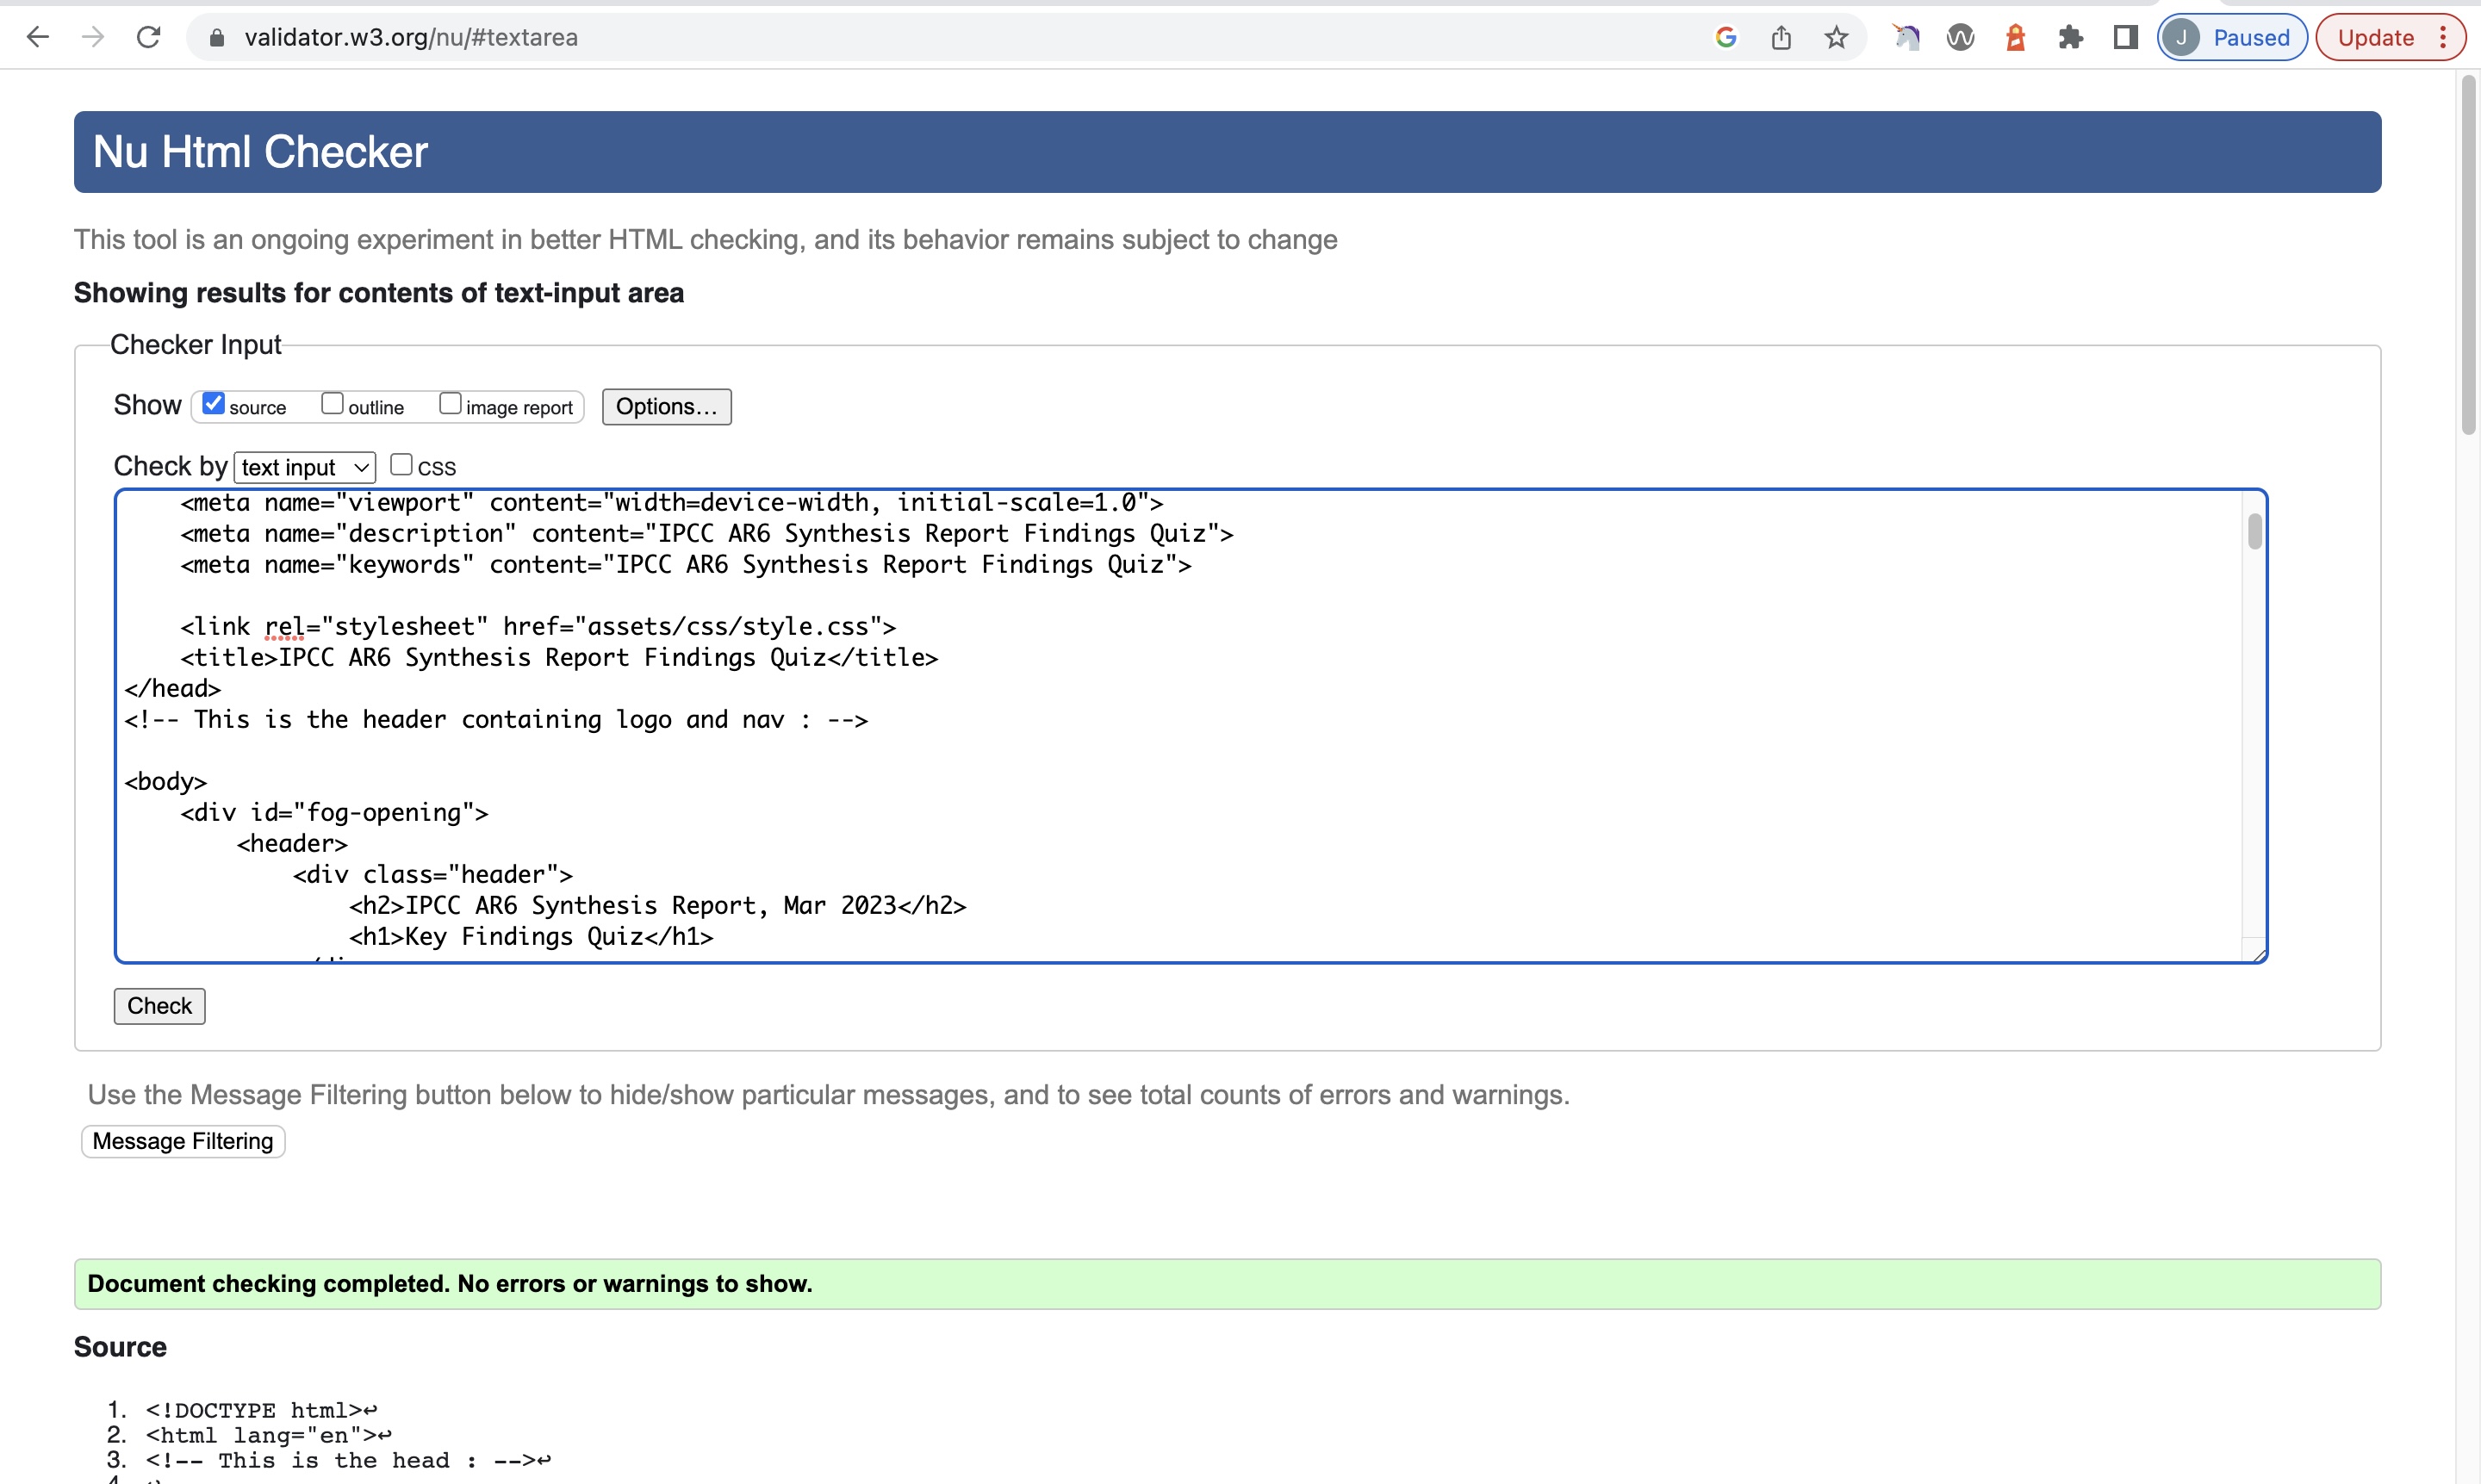 validator.w3.org/nu/#textarea
J Paused Update
Nu Html Checker
This tool is an ongoing experiment in better HTML checking, and its behavior remains subject to change
Showing results for contents of text-input area
Checker Input
Show source outline image report Options...
Check by text input CSS
<meta name="viewport" content="width=device-width, initial-scale=1.0">
<meta name="description" content="IPCC AR6 Synthesis Report Findings Quiz">
<meta name="keywords" content="IPCC AR6 Synthesis Report Findings Quiz">
<link rel="stylesheet" href="assets/css/style.css">
<title>IPCC AR6 Synthesis Report Findings Quiz</title>
</head>
<!-- This is the header containing logo and nav : -->
<body>
<div id="fog-opening">
<header>
<div class="header">
<h2>IPCC AR6 Synthesis Report, Mar 2023</h2>
<h1>Key Findings Quiz</h1>
Check
Use the Message Filtering button below to hide/show particular messages, and to see total counts of errors and warnings.
Message Filtering
Document checking completed. No errors or warnings to show.
Source
1. <!DOCTYPE html>↩
2. <html lang="en">↩
3. <!-- This is the head : -->↩